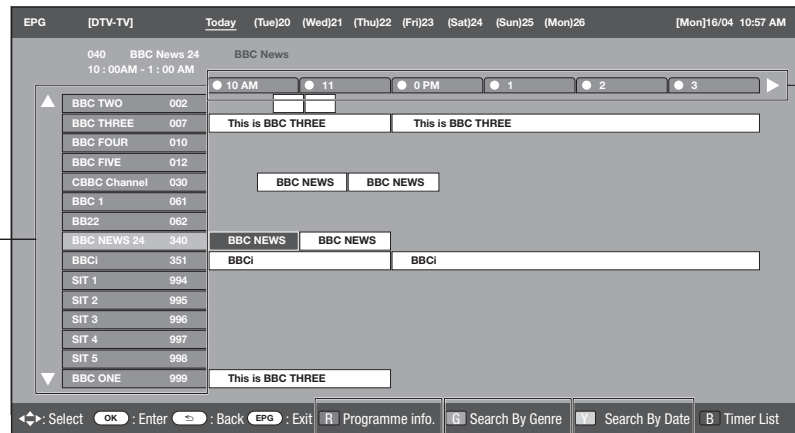 EPG [DTV-TV] Today (Tue)20 (Wed)21 (Thu)22 (Fri)23 (Sat)24 (Sun)25 (Mon)26 [Mon]16/04 10:57 AM
040 BBC News 24 BBC News
10 : 00AM - 1 : 00 AM
10 AM 11 0 PM 1 2 3
BBC TWO 002
BBC THREE 007 This is BBC THREE This is BBC THREE
BBC FOUR 010
BBC FIVE 012
CBBC Channel 030 BBC NEWS BBC NEWS
BBC 1 061
BB22 062
BBC NEWS 24 340 BBC NEWS BBC NEWS
BBCi 351 BBCi BBCi
SIT 1 994
SIT 2 995
SIT 3 996
SIT 4 997
SIT 5 998
BBC ONE 999 This is BBC THREE
: Select OK : Enter : Back EPG : Exit R Programme info. G Search By Genre Y Search By Date B Timer List